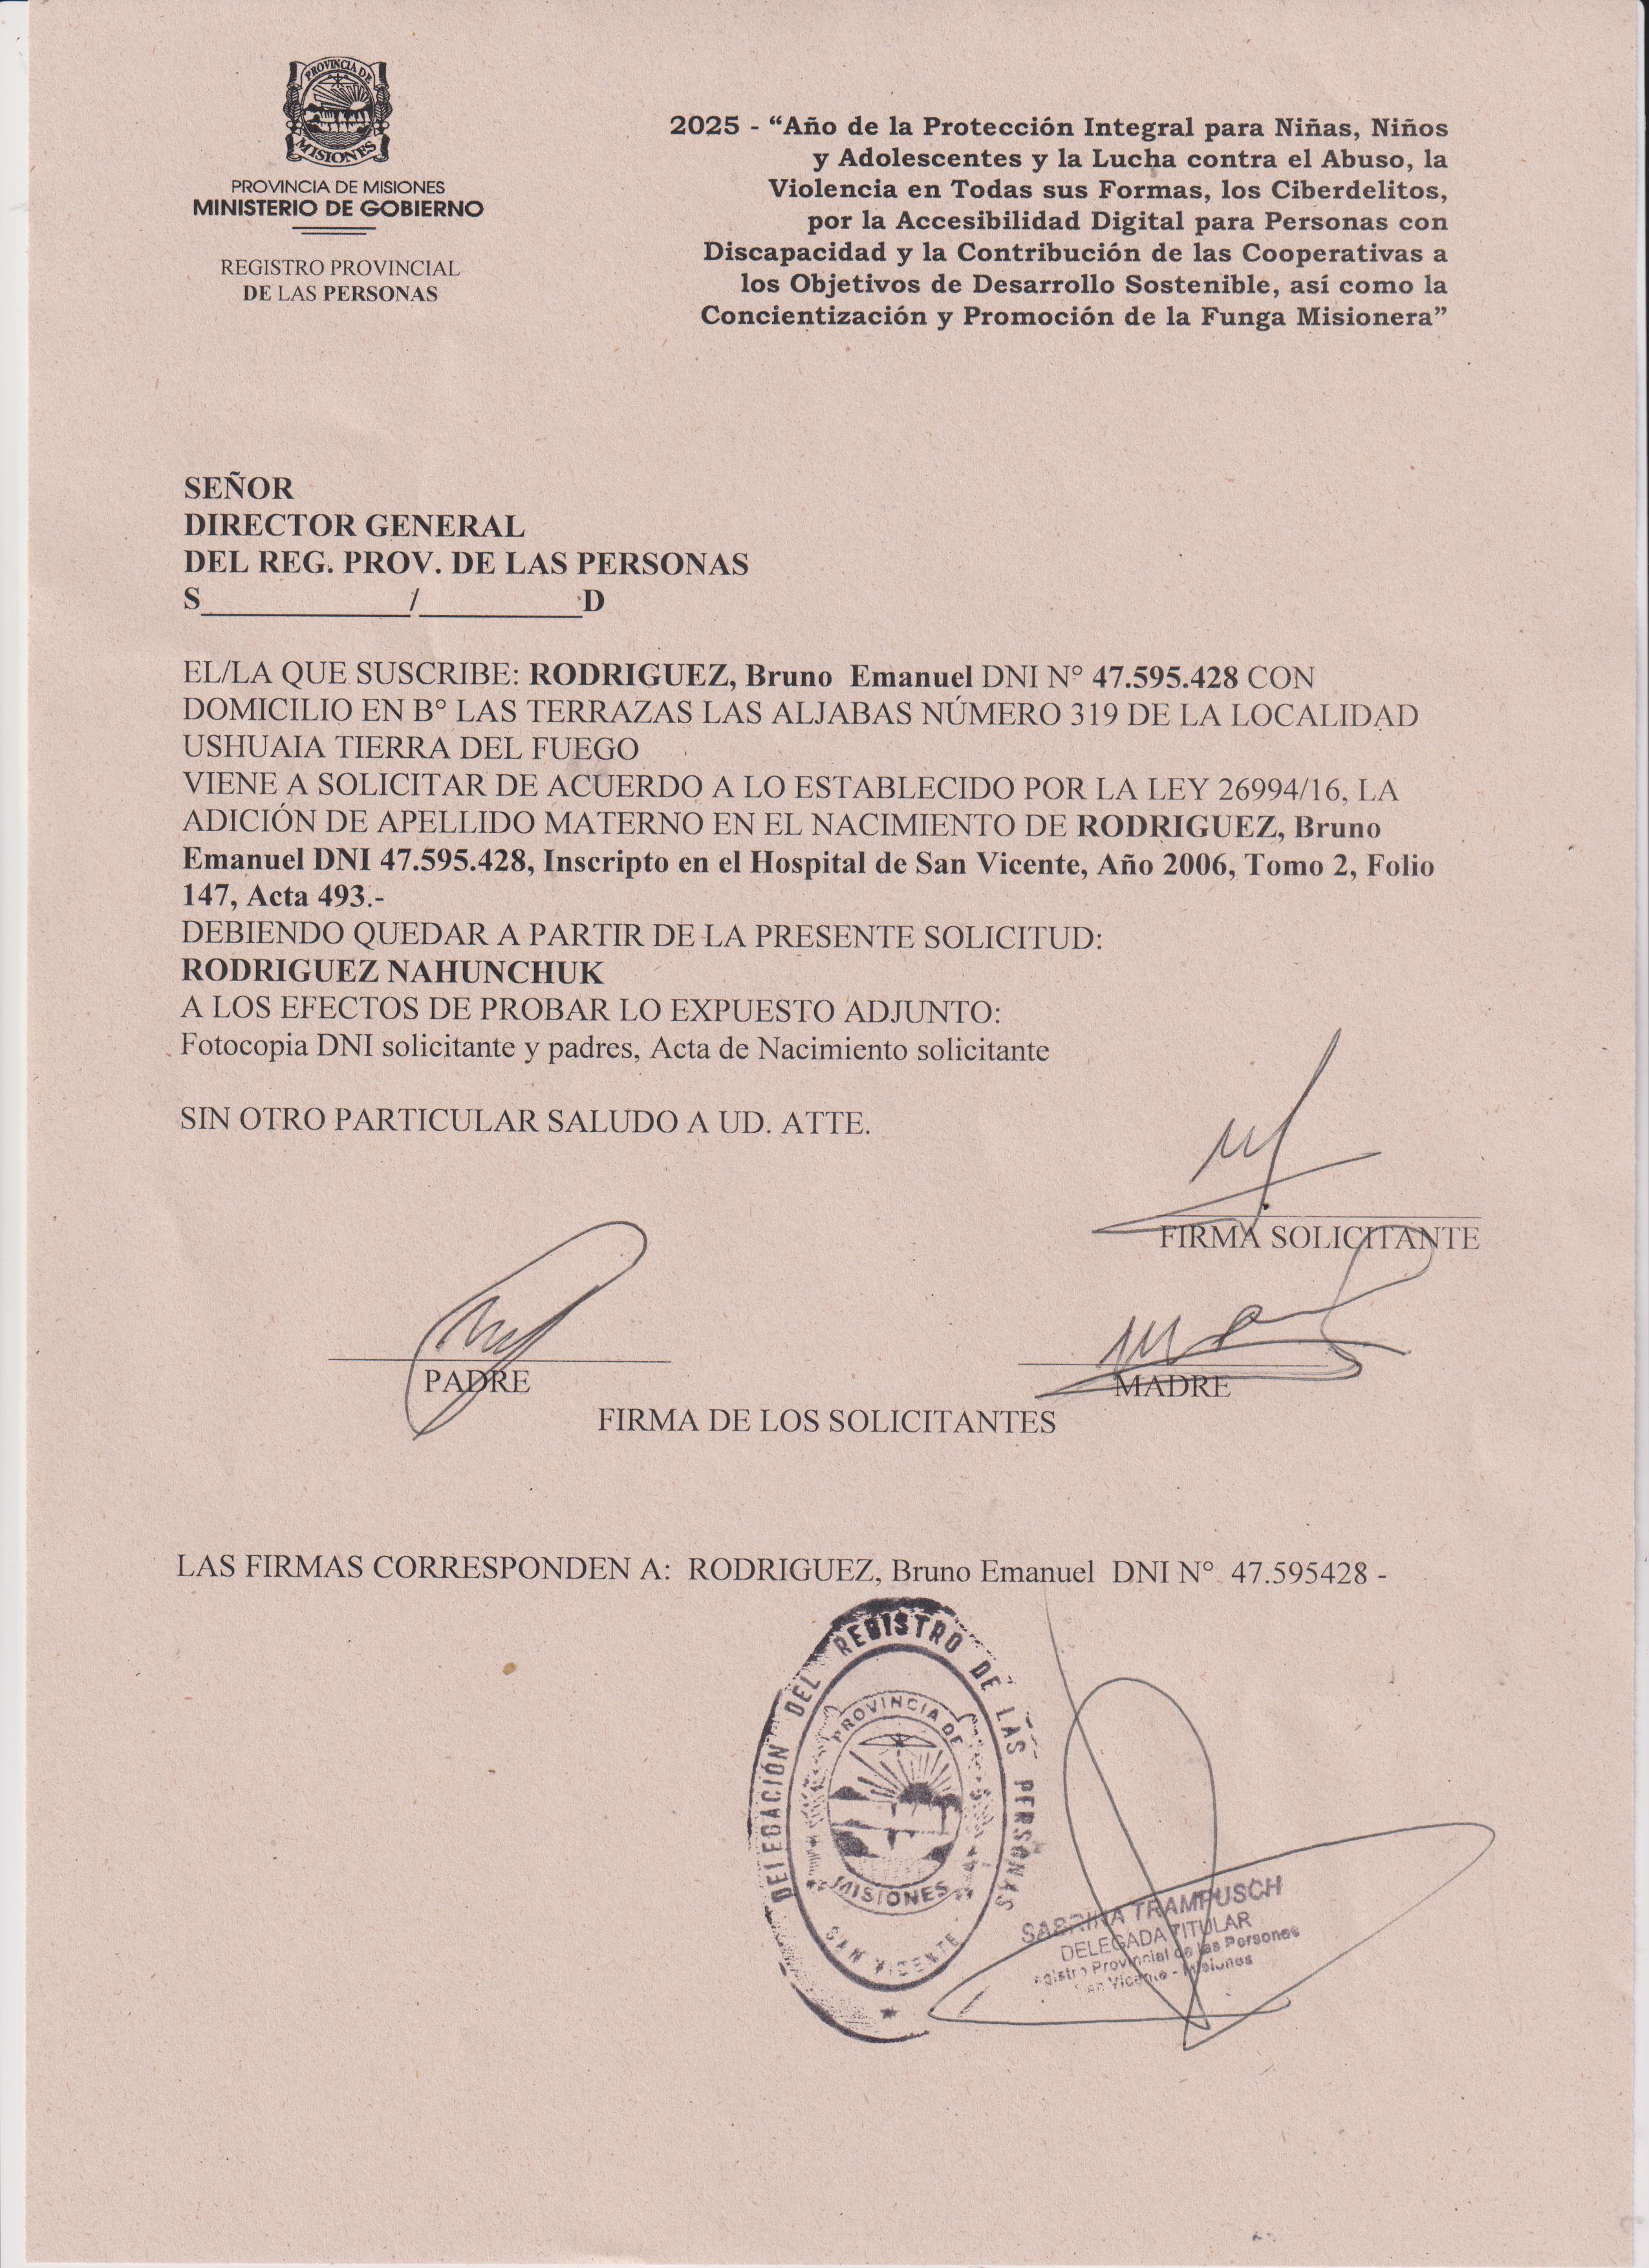 PROVINCIA DE
MISIONES
PROVINCIA DE MISIONES
MINISTERIO DE GOBIERNO
REGISTRO PROVINCIAL
DE LAS PERSONAS
2025 - “Año de la Protección Integral para Niñas, Niños
y Adolescentes y la Lucha contra el Abuso, la
Violencia en Todas sus Formas, los Ciberdelitos,
por la Accesibilidad Digital para Personas con
Discapacidad y la Contribución de las Cooperativas a
los Objetivos de Desarrollo Sostenible, así como la
Concientización y Promoción de la Funga Misionera”
SEÑOR
DIRECTOR GENERAL
DEL REG. PROV. DE LAS PERSONAS
S____________/__________D
EL/LA QUE SUSCRIBE: RODRIGUEZ, Bruno Emanuel DNI N° 47.595.428 CON
DOMICILIO EN B° LAS TERRAZAS LAS ALJABAS NÚMERO 319 DE LA LOCALIDAD
USHUAIA TIERRA DEL FUEGO
VIENE A SOLICITAR DE ACUERDO A LO ESTABLECIDO POR LA LEY 26994/16, LA
ADICIÓN DE APELLIDO MATERNO EN EL NACIMIENTO DE RODRIGUEZ, Bruno
Emanuel DNI 47.595.428, Inscripto en el Hospital de San Vicente, Año 2006, Tomo 2, Folio
147, Acta 493.-
DEBIENDO QUEDAR A PARTIR DE LA PRESENTE SOLICITUD:
RODRIGUEZ NAHUNCHUK
A LOS EFECTOS DE PROBAR LO EXPUESTO ADJUNTO:
Fotocopia DNI solicitante y padres, Acta de Nacimiento solicitante
SIN OTRO PARTICULAR SALUDO A UD. ATTE.
FIRMA SOLICITANTE
PADRE
MADRE
FIRMA DE LOS SOLICITANTES
LAS FIRMAS CORRESPONDEN A: RODRIGUEZ, Bruno Emanuel DNI N° 47.595428 -
DELEGACIÓN DEL REGISTRO DE LAS PERSONAS
PROVINCIA DE
MISIONES
SAN VICENTE
SABRINA TRAMPUSCH
DELEGADA TITULAR
Provincial de las Personas
Vicente - Misiones